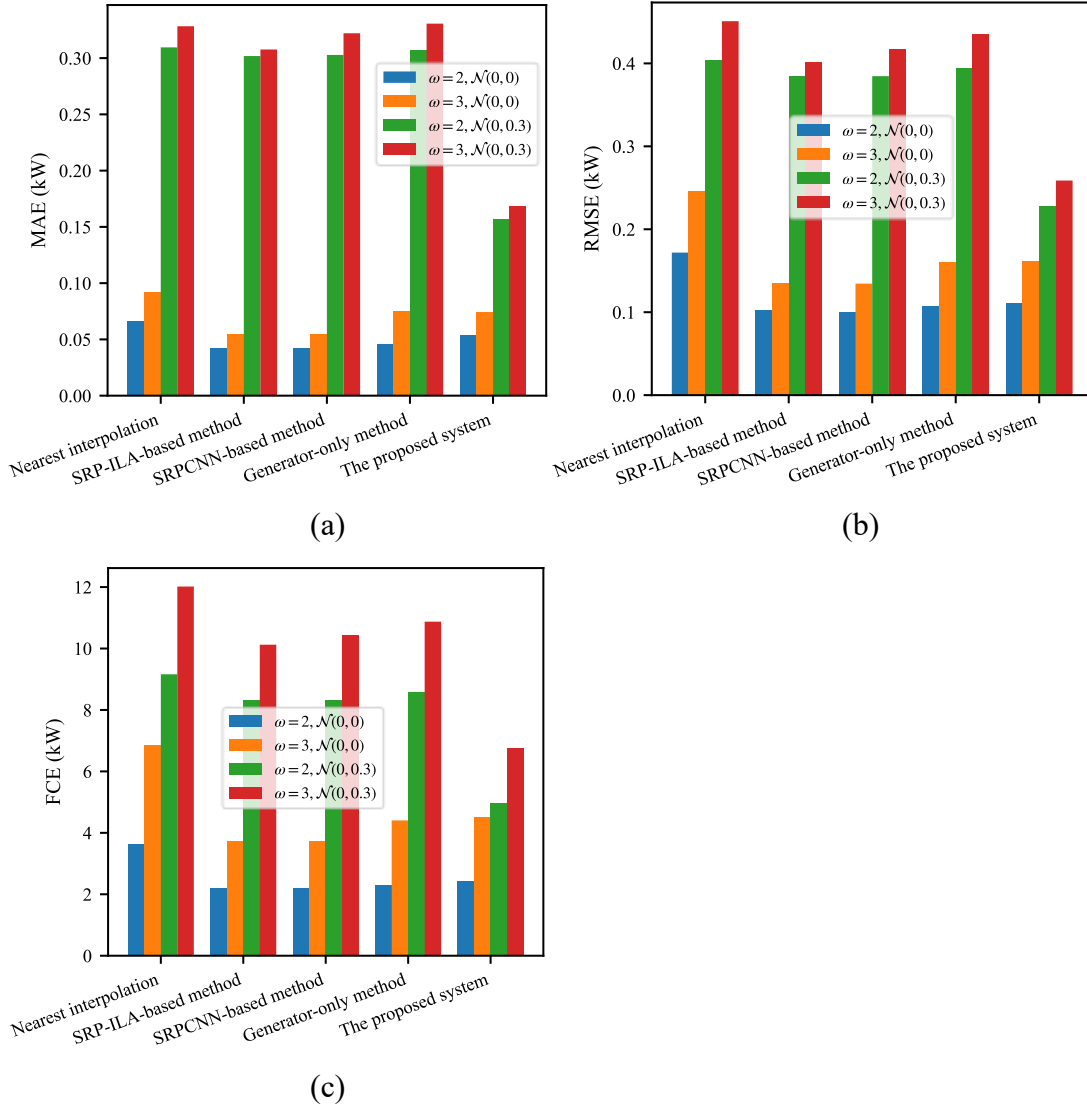 0.30
0.25
0.20
0.15
0.10
0.05
0.00
MAE (kW)
ω = 2, 𝒩(0, 0)
ω = 3, 𝒩(0, 0)
ω = 2, 𝒩(0, 0.3)
ω = 3, 𝒩(0, 0.3)
Nearest interpolation
SRP-ILA-based method
SRPCNN-based method
Generator-only method
The proposed system
(a)
0.4
0.3
0.2
0.1
0.0
RMSE (kW)
ω = 2, 𝒩(0, 0)
ω = 3, 𝒩(0, 0)
ω = 2, 𝒩(0, 0.3)
ω = 3, 𝒩(0, 0.3)
Nearest interpolation
SRP-ILA-based method
SRPCNN-based method
Generator-only method
The proposed system
(b)
12
10
8
6
4
2
0
FCE (kW)
ω = 2, 𝒩(0, 0)
ω = 3, 𝒩(0, 0)
ω = 2, 𝒩(0, 0.3)
ω = 3, 𝒩(0, 0.3)
Nearest interpolation
SRP-ILA-based method
SRPCNN-based method
Generator-only method
The proposed system
(c)